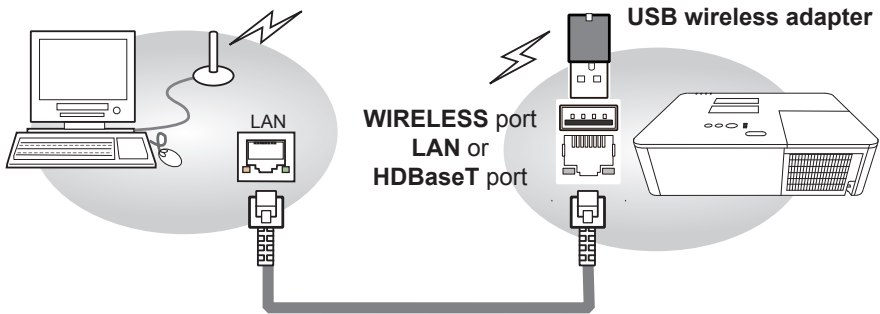 USB wireless adapter
LAN
WIRELESS port
LAN or
HDBaseT port